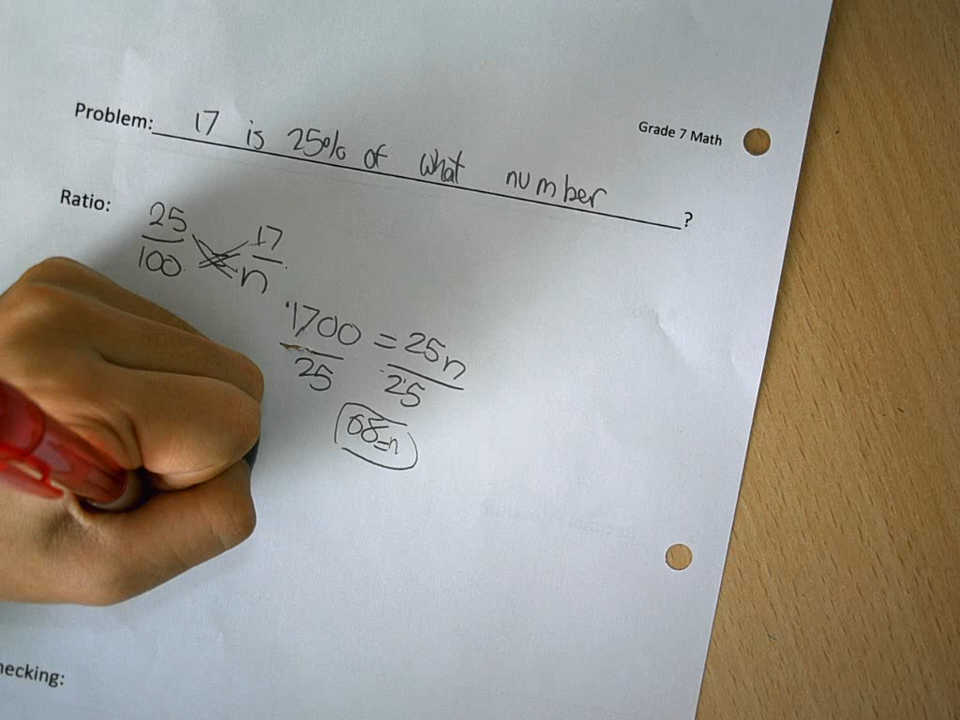 Grade 7 Math
Problem: 17 is 25% of what number ?
Ratio:
25 17
100 n
1700 = 25n
25 25
68=n
hecking: